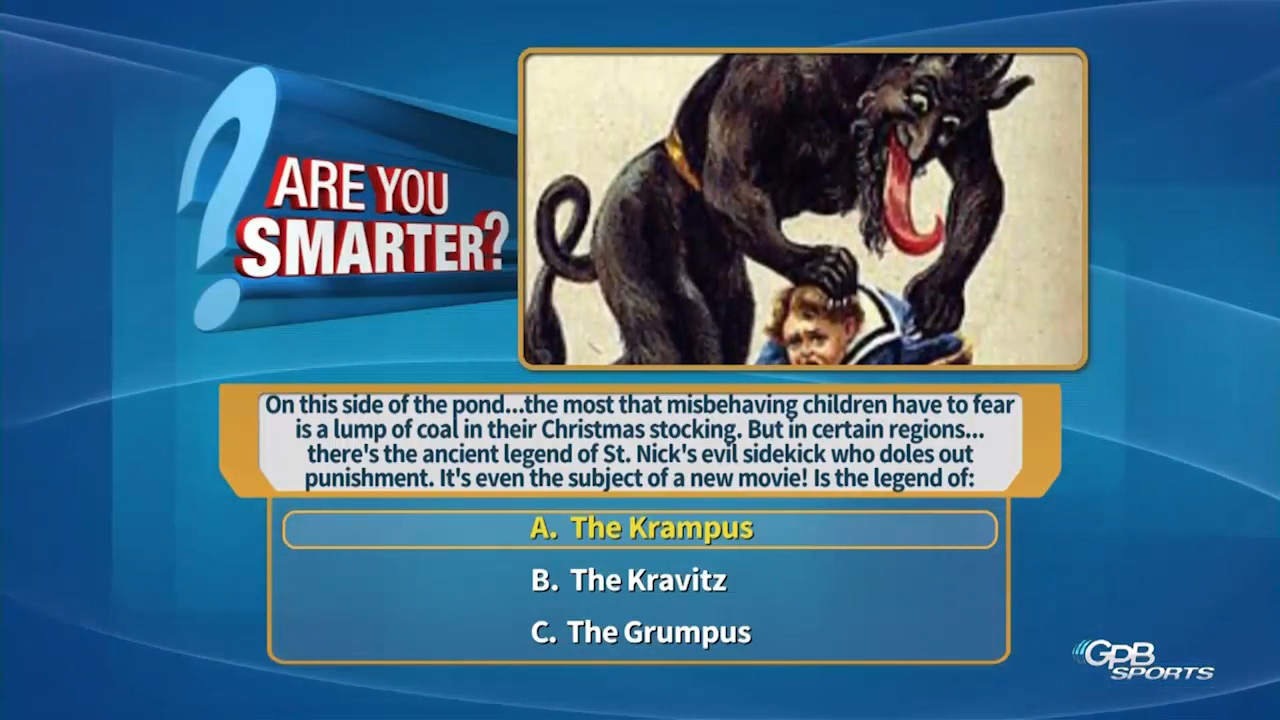 ARE YOU
SMARTER?
On this side of the pond...the most that misbehaving children have to fear
is a lump of coal in their Christmas stocking. But in certain regions...
there's the ancient legend of St. Nick's evil sidekick who doles out
punishment. It's even the subject of a new movie! Is the legend of:
A. The Krampus
B. The Kravitz
C. The Grumpus
GPB
SPORTS